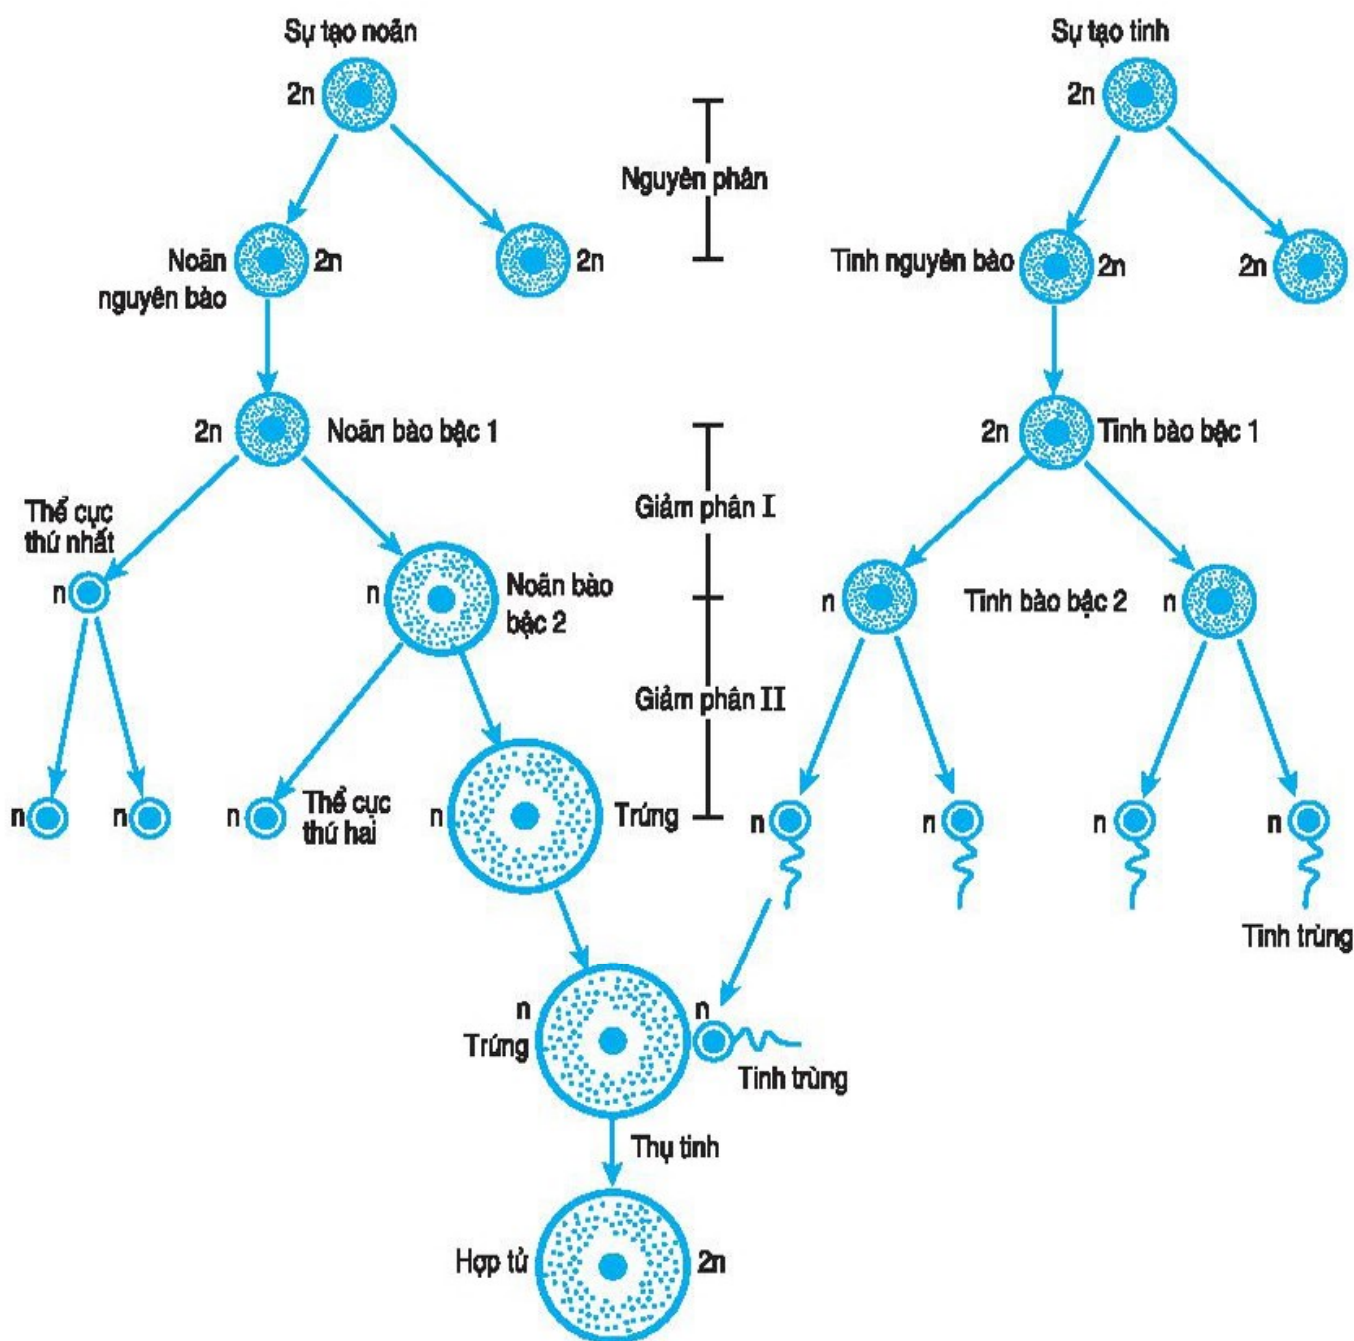 Sự tạo noãn
Sự tạo tinh
2n
2n
Nguyên phân
Noãn
nguyên bào
2n
2n
Tinh nguyên bào
2n
2n
2n
Noãn bào bậc 1
2n
Tinh bào bậc 1
Thể cực
thứ nhất
Giảm phân I
n
n
Noãn bào
bậc 2
n
Tinh bào bậc 2
n
Giảm phân II
n
n
n
Thể cực
thứ hai
n
Trứng
n
n
n
n
Tinh trùng
n
Trứng
n
Tinh trùng
Thụ tinh
Hợp tử
2n